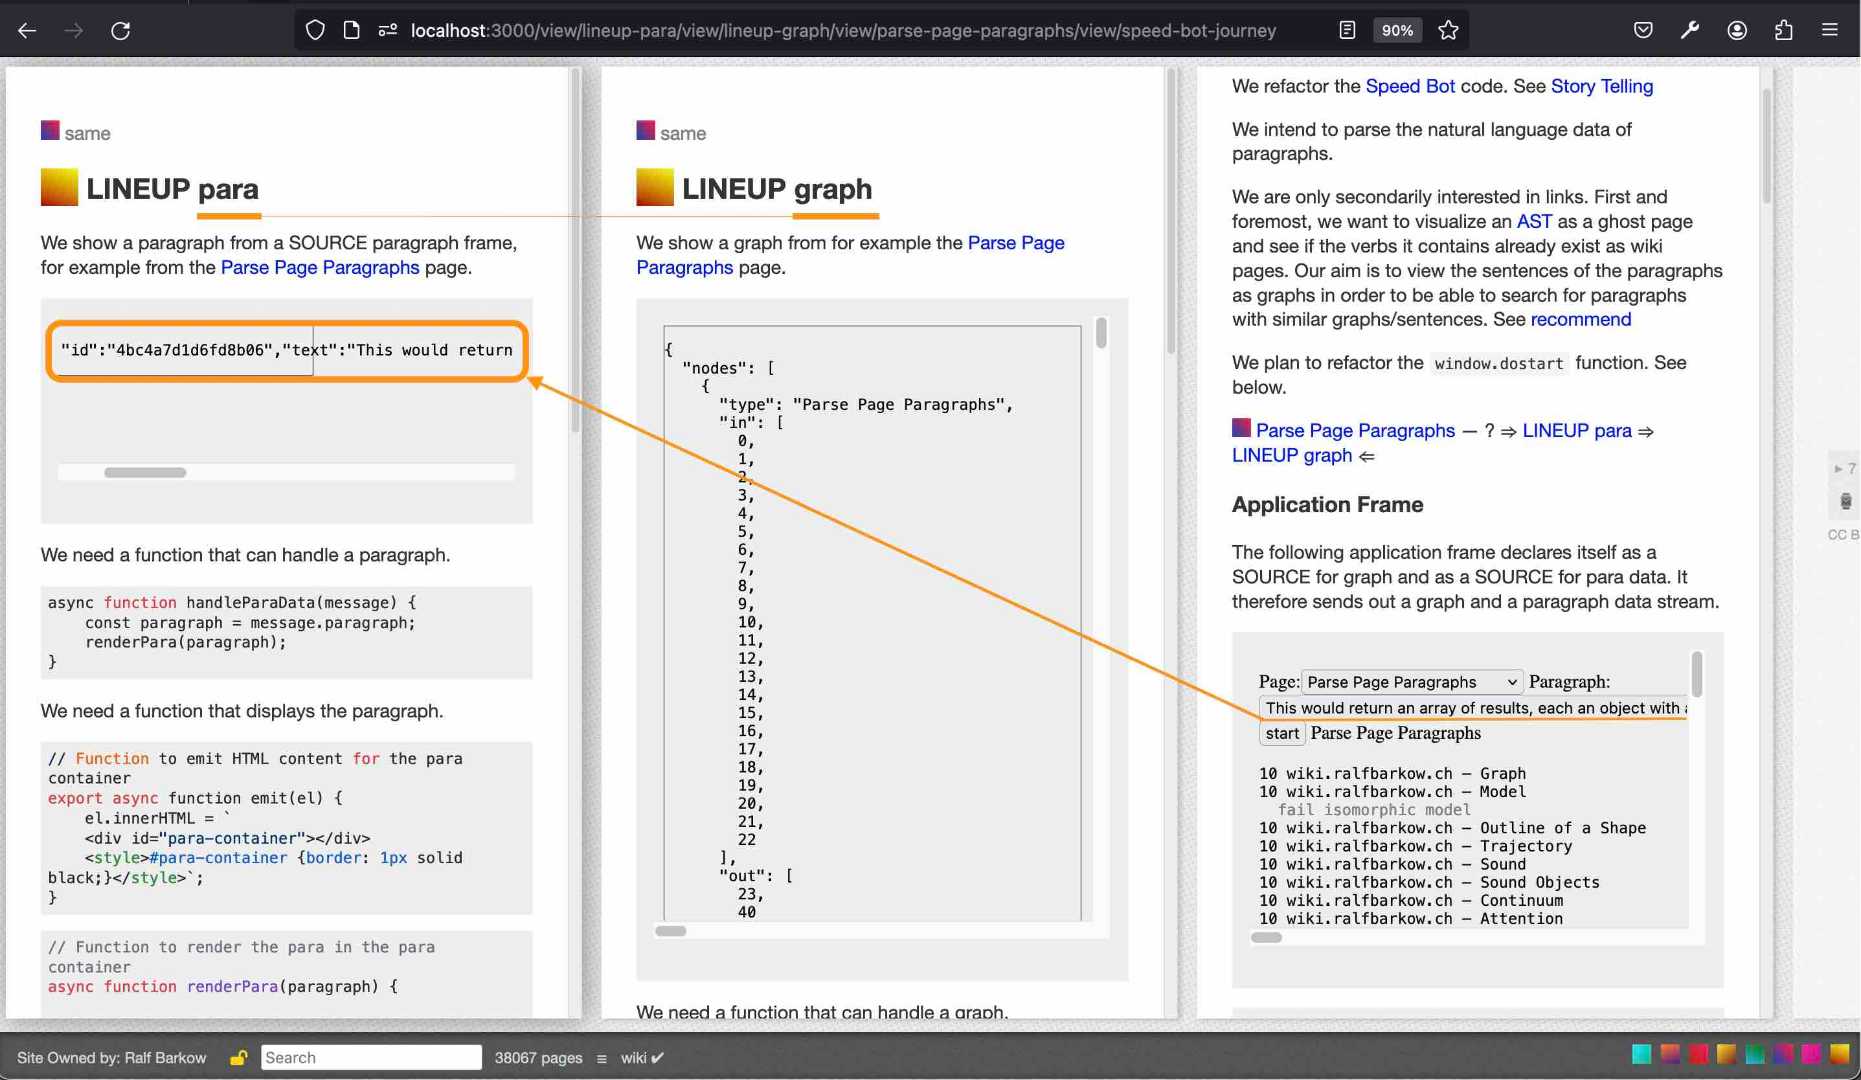 localhost:3000/view/lineup-para/view/lineup-graph/view/parse-page-paragraphs/view/speed-bot-journey
90%
same
LINEUP para
We show a paragraph from a SOURCE paragraph frame,
for example from the Parse Page Paragraphs page.
"id":"4bc4a7d1d6fd8b06","text":"This would return
We need a function that can handle a paragraph.
async function handleParaData(message) {
    const paragraph = message.paragraph;
    renderPara(paragraph);
}
We need a function that displays the paragraph.
// Function to emit HTML content for the para
container
export async function emit(el) {
    el.innerHTML = `
    <div id="para-container"></div>
    <style>#para-container {border: 1px solid
black;}</style>`;
}
// Function to render the para in the para
container
async function renderPara(paragraph) {
same
LINEUP graph
We show a graph from for example the Parse Page
Paragraphs page.
{
  "nodes": [
    {
      "type": "Parse Page Paragraphs",
      "in": [
        0,
        1,
        2,
        3,
        4,
        5,
        6,
        7,
        8,
        9,
        10,
        11,
        12,
        13,
        14,
        15,
        16,
        17,
        18,
        19,
        20,
        21,
        22
      ],
      "out": [
        23,
        40
We need a function that can handle a graph.
We refactor the Speed Bot code. See Story Telling
We intend to parse the natural language data of
paragraphs.
We are only secondarily interested in links. First and
foremost, we want to visualize an AST as a ghost page
and see if the verbs it contains already exist as wiki
pages. Our aim is to view the sentences of the paragraphs
as graphs in order to be able to search for paragraphs
with similar graphs/sentences. See recommend
We plan to refactor the window.dostart function. See
below.
Parse Page Paragraphs — ? ⇒ LINEUP para ⇒
LINEUP graph ⇐
Application Frame
The following application frame declares itself as a
SOURCE for graph and as a SOURCE for para data. It
therefore sends out a graph and a paragraph data stream.
Page: Parse Page Paragraphs Paragraph:
This would return an array of results, each an object with
start Parse Page Paragraphs
10 wiki.ralfbarkow.ch — Graph
10 wiki.ralfbarkow.ch — Model
  fail isomorphic model
10 wiki.ralfbarkow.ch — Outline of a Shape
10 wiki.ralfbarkow.ch — Trajectory
10 wiki.ralfbarkow.ch — Sound
10 wiki.ralfbarkow.ch — Sound Objects
10 wiki.ralfbarkow.ch — Continuum
10 wiki.ralfbarkow.ch — Attention
▸ 7
CC B
Site Owned by: Ralf Barkow
Search
38067 pages ≡ wiki ✔